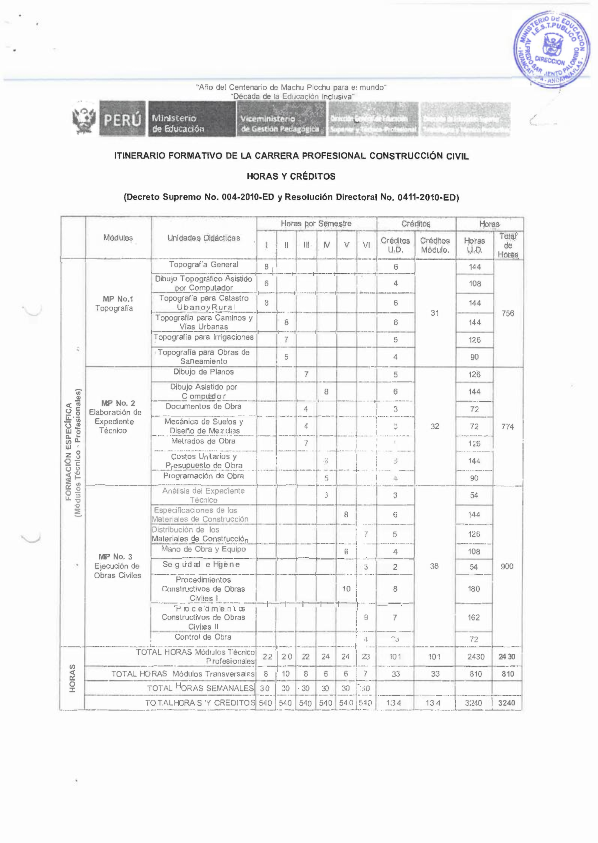 MINISTERIO DE EDUCACION
I.E.S.T.PUBLICO
DIRECCION
"Año del Centenario de Machu Picchu para el mundo"
"Década de la Educación Inclusiva"
PERÚ Ministerio de Educación Viceministerio de Gestión Pedagógica
ITINERARIO FORMATIVO DE LA CARRERA PROFESIONAL CONSTRUCCIÓN CIVIL
HORAS Y CRÉDITOS
(Decreto Supremo No. 004-2010-ED y Resolución Directoral No. 0411-2010-ED)
Módulos Unidades Didácticas Horas por Semestre Créditos Horas
I II III IV V VI Créditos U.D. Créditos Módulo. Horas U.D. Total de Horas
FORMACIÓN ESPECÍFICA
(Módulos Técnico - Profesionales)
MP No.1 Topografía 31 756
Topografía General 8 6 144
Dibujo Topográfico Asistido por Computador 6 4 108
Topografía para Catastro Urbano y Rural 8 6 144
Topografía para Caminos y Vías Urbanas 8 6 144
Topografía para Irrigaciones 7 5 126
Topografía para Obras de Saneamiento 5 4 90
MP No. 2 Elaboración de Expediente Técnico 32 774
Dibujo de Planos 7 5 126
Dibujo Asistido por Computador 8 6 144
Documentos de Obra 4 3 72
Mecánica de Suelos y Diseño de Mezclas 4 3 72
Metrados de Obra 7 126
Costos Unitarios y Presupuesto de Obra 144
Programación de Obra 5 4 90
MP No. 3 Ejecución de Obras Civiles 38 900
Análisis del Expediente Técnico 3 3 54
Especificaciones de los Materiales de Construcción 8 6 144
Distribución de los Materiales de Construcción 7 5 126
Mano de Obra y Equipo 6 4 108
Seguridad e Higiene 3 2 54
Procedimientos Constructivos de Obras Civiles I 10 8 180
Procedimientos Constructivos de Obras Civiles II 9 7 162
Control de Obra 4 3 72
HORAS
TOTAL HORAS Módulos Técnico Profesionales 22 20 22 24 24 23 101 101 2430 2430
TOTAL HORAS Módulos Transversales 8 10 8 6 6 7 33 33 810 810
TOTAL HORAS SEMANALES 30 30 30 30 30 30
TOTAL HORAS Y CRÉDITOS 540 540 540 540 540 540 134 134 3240 3240